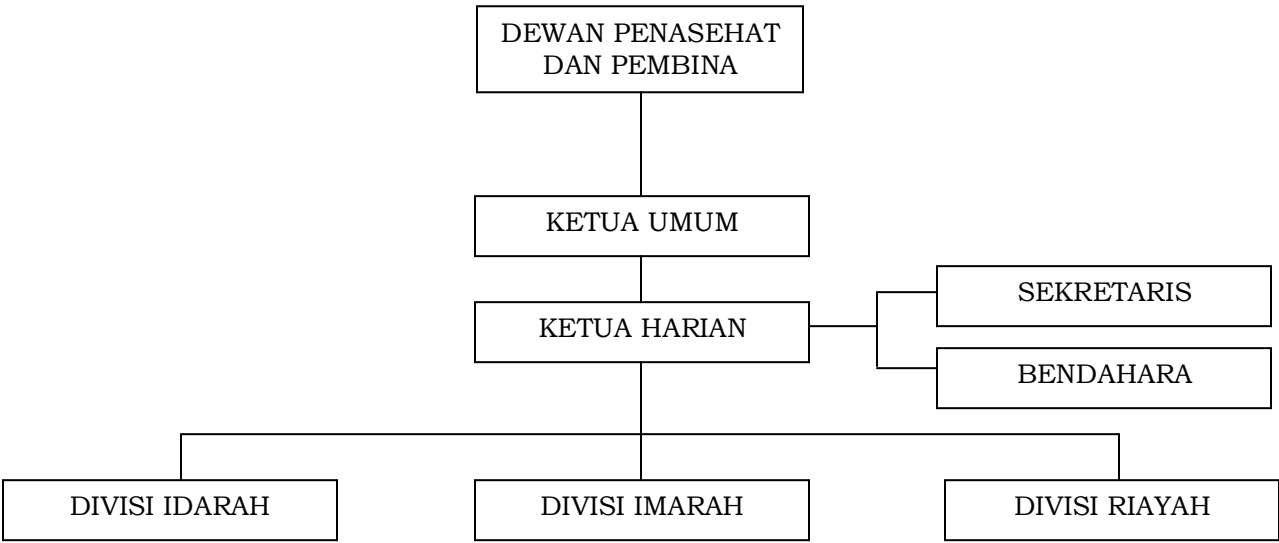 DEWAN PENASEHAT
DAN PEMBINA
KETUA UMUM
KETUA HARIAN
SEKRETARIS
BENDAHARA
DIVISI IDARAH
DIVISI IMARAH
DIVISI RIAYAH